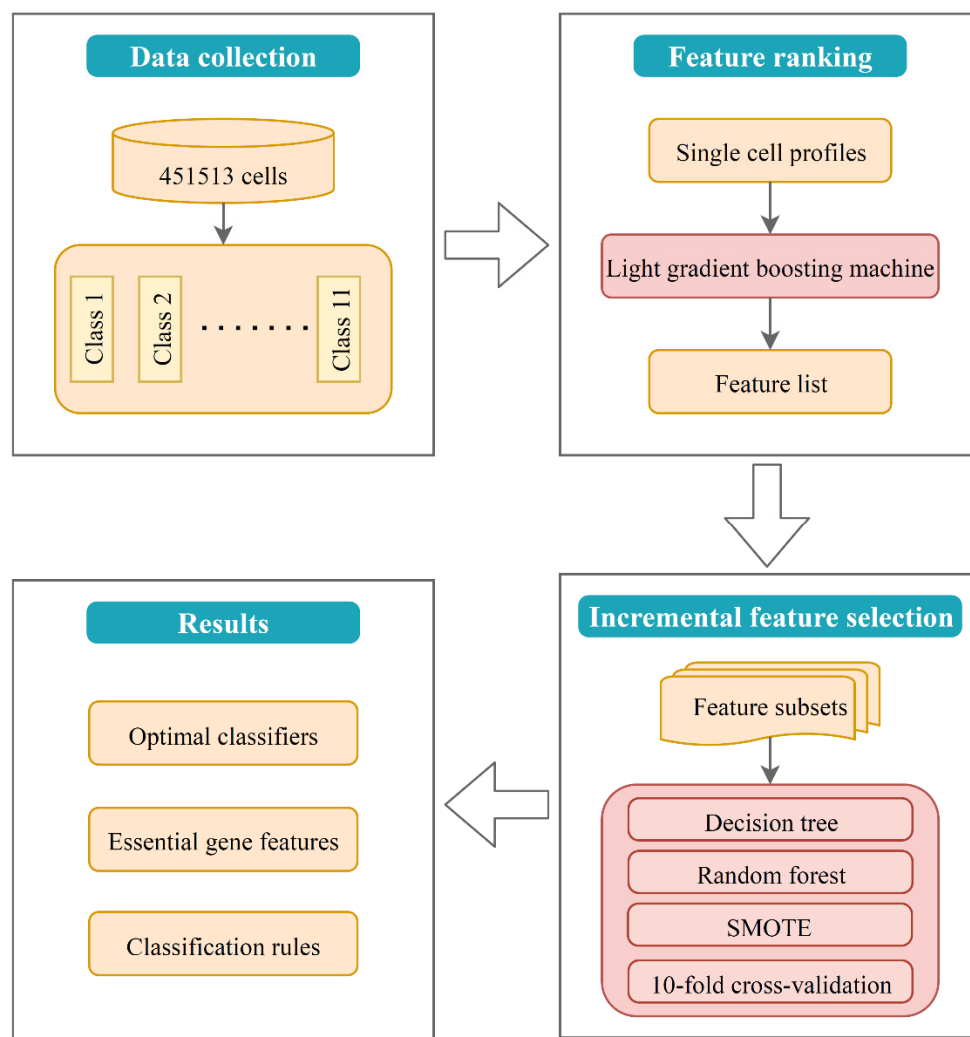 Data collection
451513 cells
Class 1
Class 2
.......
Class 11
Feature ranking
Single cell profiles
Light gradient boosting machine
Feature list
Incremental feature selection
Feature subsets
Decision tree
Random forest
SMOTE
10-fold cross-validation
Results
Optimal classifiers
Essential gene features
Classification rules